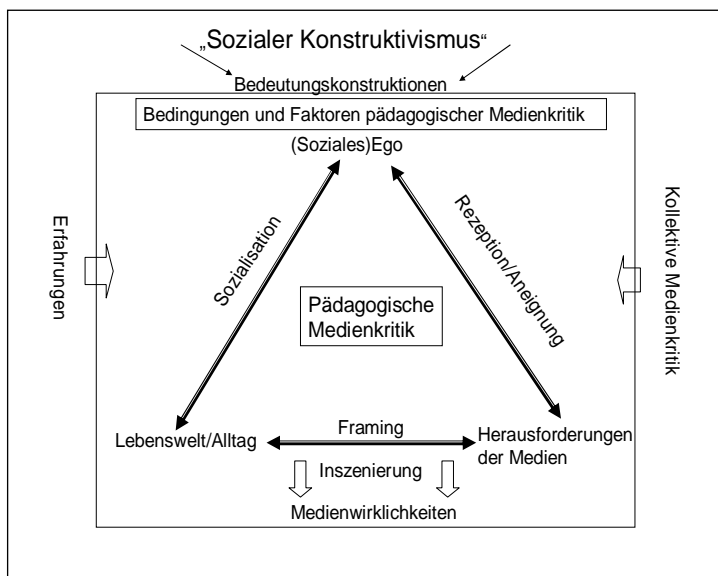 „Sozialer Konstruktivismus“
Bedeutungskonstruktionen
Bedingungen und Faktoren pädagogischer Medienkritik
(Soziales)Ego
Erfahrungen
Sozialisation
Rezeption/Aneignung
Kollektive Medienkritik
Pädagogische
Medienkritik
Lebenswelt/Alltag
Framing
Herausforderungen
der Medien
Inszenierung
Medienwirklichkeiten